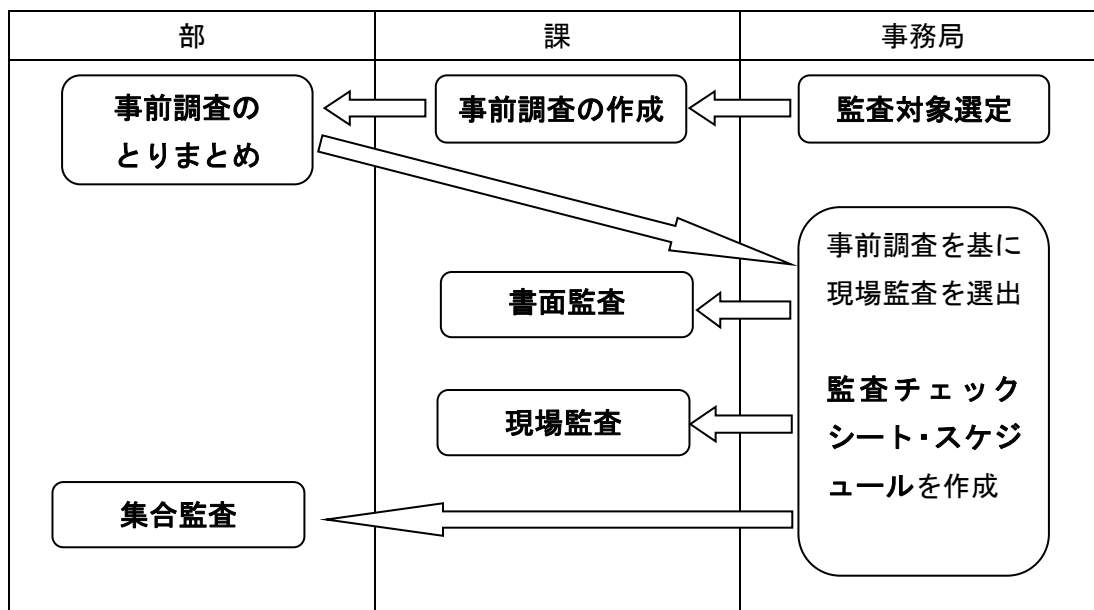 部
課
事務局
事前調査の
とりまとめ
事前調査の作成
監査対象選定
事前調査を基に
現場監査を選出
監査チェック
シート・スケジ
ュールを作成
書面監査
現場監査
集合監査